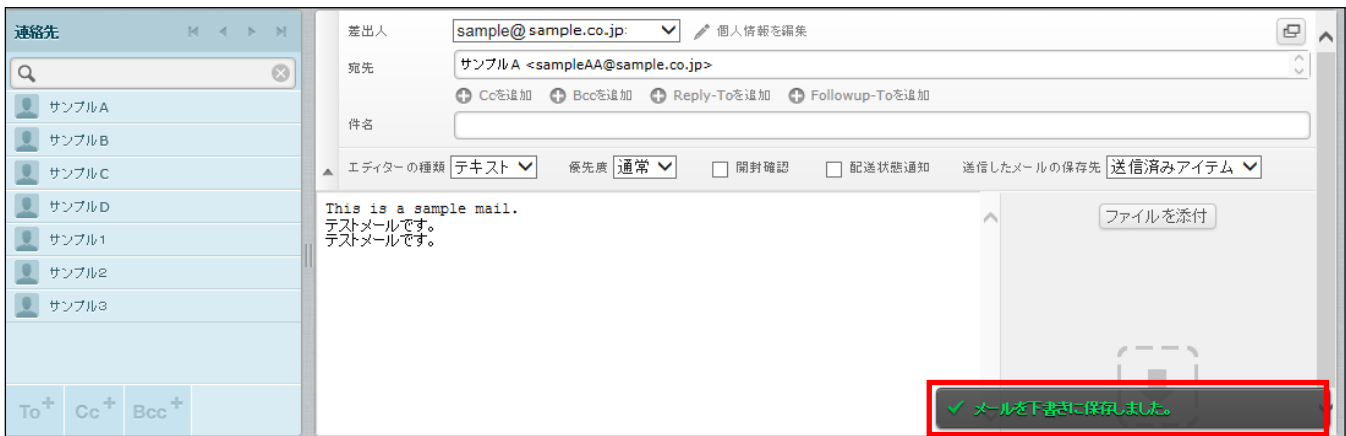 連絡先
サンプルA
サンプルB
サンプルC
サンプルD
サンプル1
サンプル2
サンプル3
To+ Cc+ Bcc+
差出人 sample@sample.co.jp: 個人情報を編集
宛先 サンプルA <sampleAA@sample.co.jp>
Ccを追加 Bccを追加 Reply-Toを追加 Followup-Toを追加
件名
エディターの種類 テキスト 優先度 通常 開封確認 配送状態通知 送信したメールの保存先 送信済みアイテム
This is a sample mail.
テストメールです。
テストメールです。
ファイルを添付
メールを下書きに保存しました。